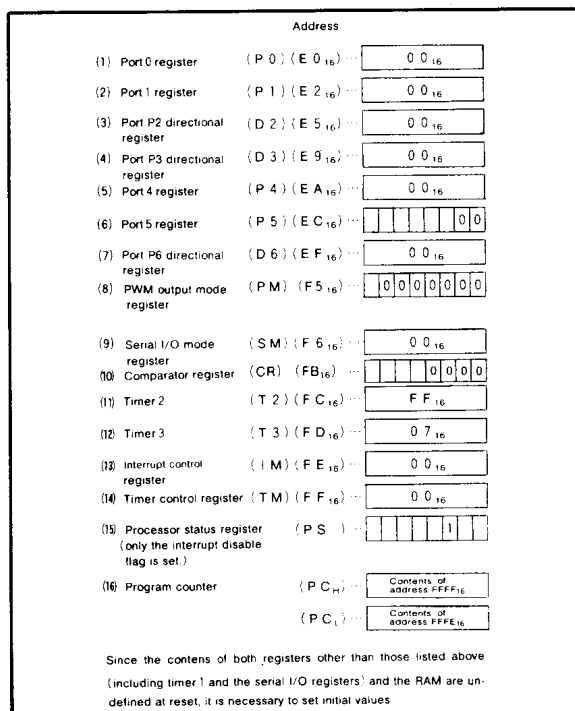 Address
(1) Port 0 register (P0) (E0₁₆) ··· 00₁₆
(2) Port 1 register (P1) (E2₁₆) ··· 00₁₆
(3) Port P2 directional register (D2) (E5₁₆) ··· 00₁₆
(4) Port P3 directional register (D3) (E9₁₆) ··· 00₁₆
(5) Port 4 register (P4) (EA₁₆) ··· 00₁₆
(6) Port 5 register (P5) (EC₁₆) ··· 0 0
(7) Port P6 directional register (D6) (EF₁₆) ··· 00₁₆
(8) PWM output mode register (PM) (F5₁₆) ··· 0 0 0 0 0 0 0
(9) Serial I/O mode register (SM) (F6₁₆) ··· 00₁₆
(10) Comparator register (CR) (FB₁₆) ··· 0 0 0 0
(11) Timer 2 (T2) (FC₁₆) ··· FF₁₆
(12) Timer 3 (T3) (FD₁₆) ··· 07₁₆
(13) Interrupt control register (IM) (FE₁₆) ··· 00₁₆
(14) Timer control register (TM) (FF₁₆) ··· 00₁₆
(15) Processor status register (PS) ··· 1
(only the interrupt disable
flag is set.)
(16) Program counter (PC_H) ··· Contents of address FFFF₁₆
(PC_L) ··· Contents of address FFFE₁₆
Since the contens of both registers other than those listed above
(including timer 1 and the serial I/O registers) and the RAM are un-
defined at reset, it is necessary to set initial values